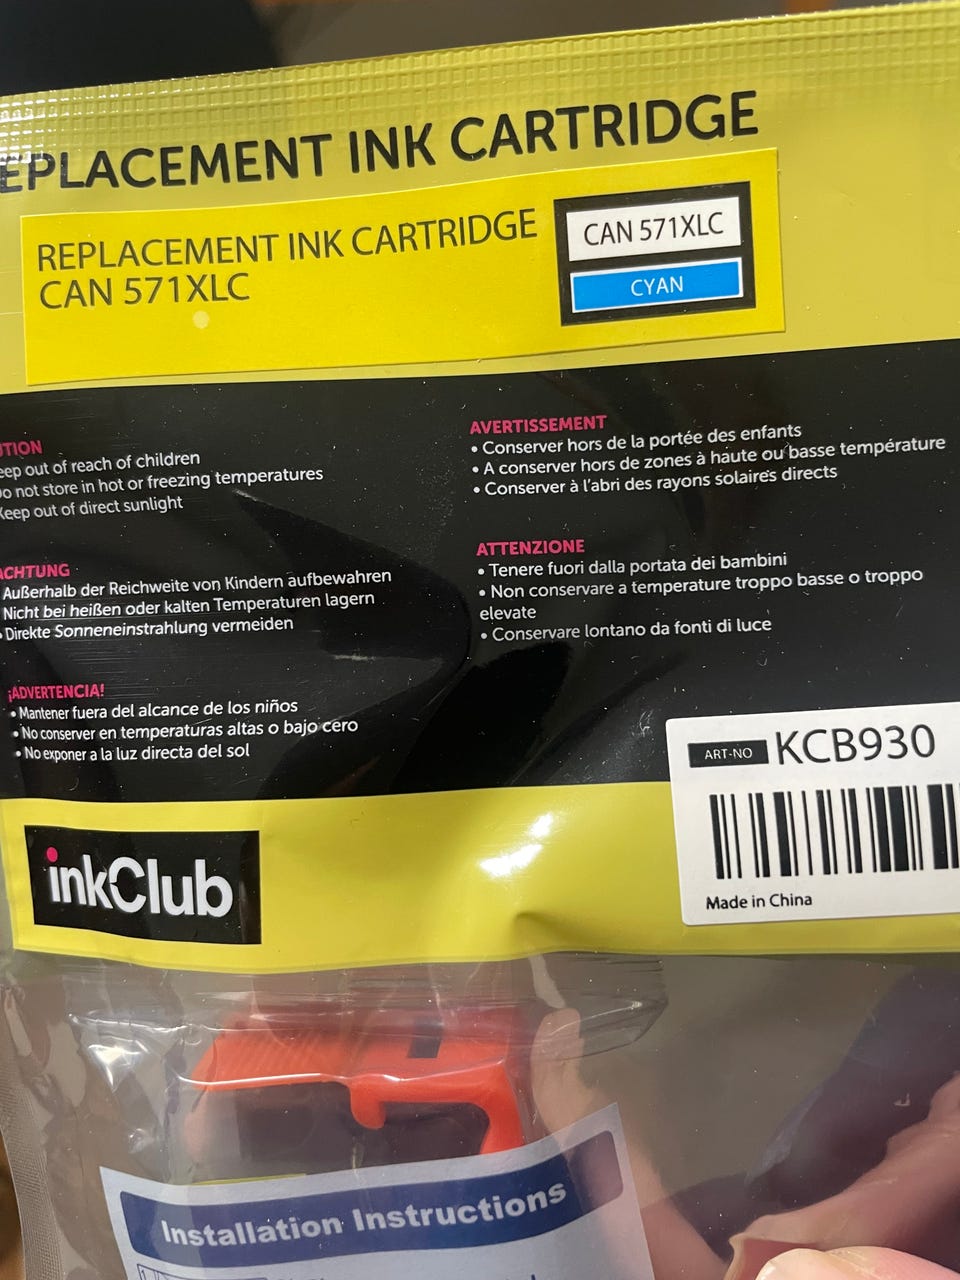 EPLACEMENT INK CARTRIDGE
REPLACEMENT INK CARTRIDGE
CAN 571XLC
CAN 571XLC
CYAN
UTION
eep out of reach of children
o not store in hot or freezing temperatures
Keep out of direct sunlight
ACHTUNG
Außerhalb der Reichweite von Kindern aufbewahren
Nicht bei heißen oder kalten Temperaturen lagern
• Direkte Sonneneinstrahlung vermeiden
¡ADVERTENCIA!
• Mantener fuera del alcance de los niños
• No conserver en temperaturas altas o bajo cero
• No exponer a la luz directa del sol
AVERTISSEMENT
• Conserver hors de la portée des enfants
• A conserver hors de zones à haute ou basse température
• Conserver à l'abri des rayons solaires directs
ATTENZIONE
• Tenere fuori dalla portata dei bambini
• Non conservare a temperature troppo basse o troppo
elevate
• Conservare lontano da fonti di luce
ART-NO KCB930
Made in China
inkClub
Installation Instructions